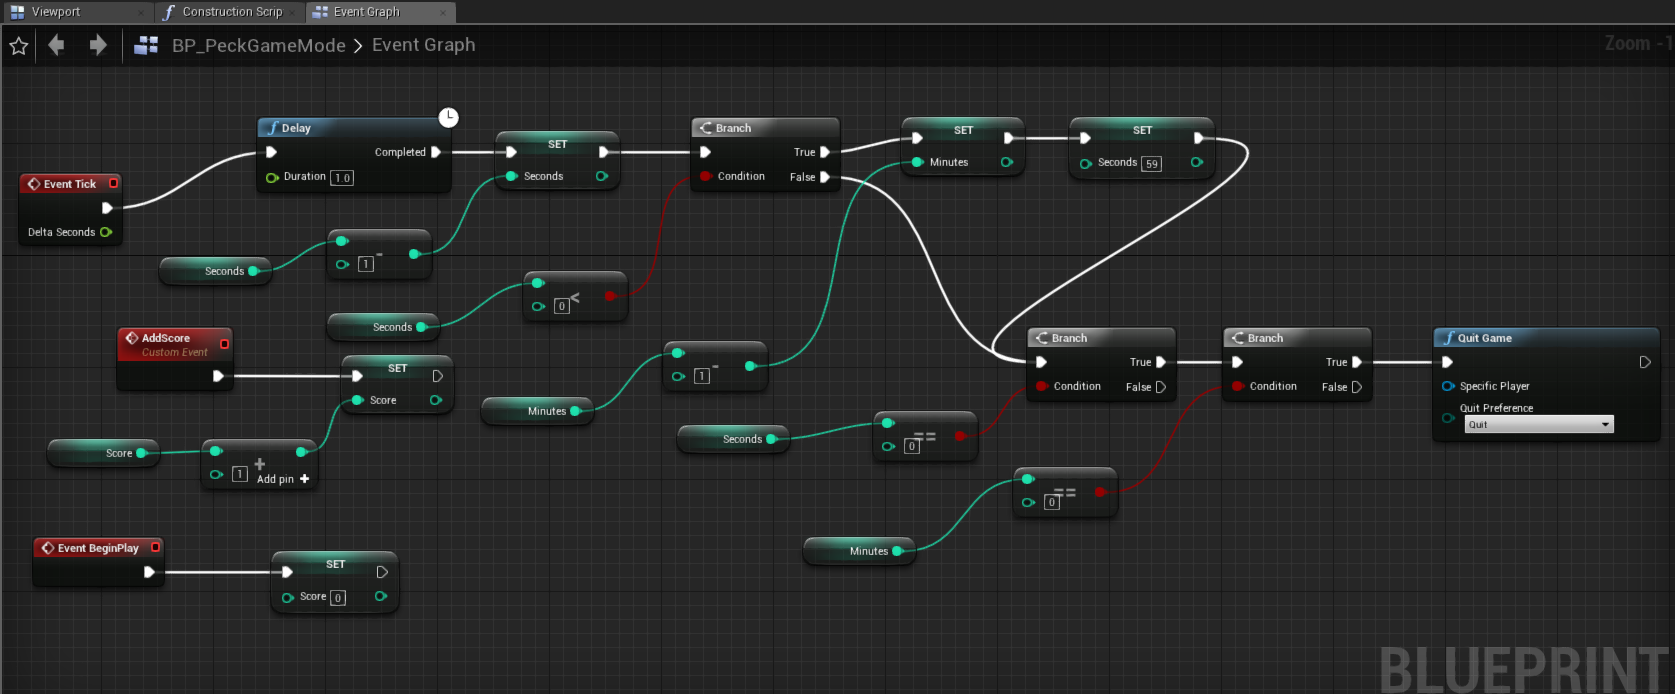 Viewport
Construction Scrip
Event Graph
BP_PeckGameMode > Event Graph
Zoom -1
Delay
Completed
Duration 1.0
SET
Seconds
Branch
True
Condition
False
SET
Minutes
SET
Seconds 59
Event Tick
Delta Seconds
Seconds
1 -
Seconds
0 <
AddScore
Custom Event
SET
Score
Minutes
1 -
Score
1 +
Add pin +
Seconds
0 ==
Minutes
0 ==
Branch
True
Condition
False
Branch
True
Condition
False
Quit Game
Specific Player
Quit Preference
Quit
Event BeginPlay
SET
Score 0
BLUEPRINT